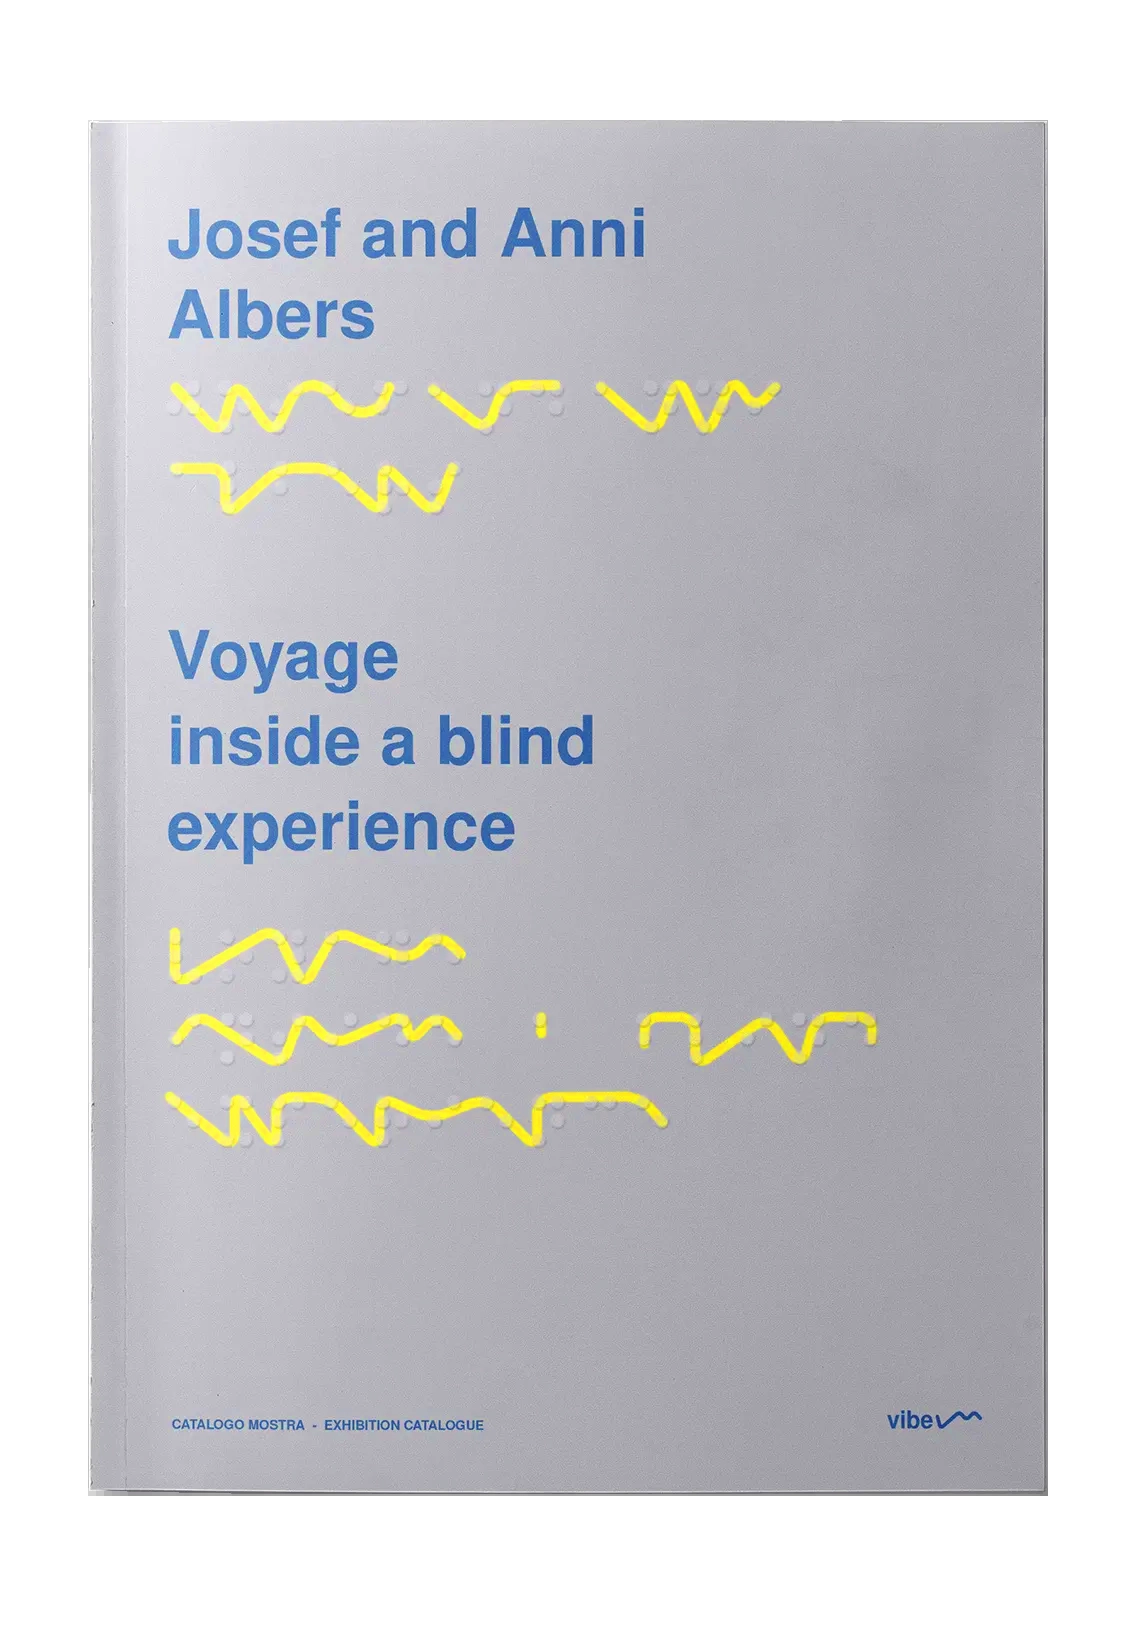 Josef and Anni
Albers
Voyage
inside a blind
experience
CATALOGO MOSTRA - EXHIBITION CATALOGUE
vibe